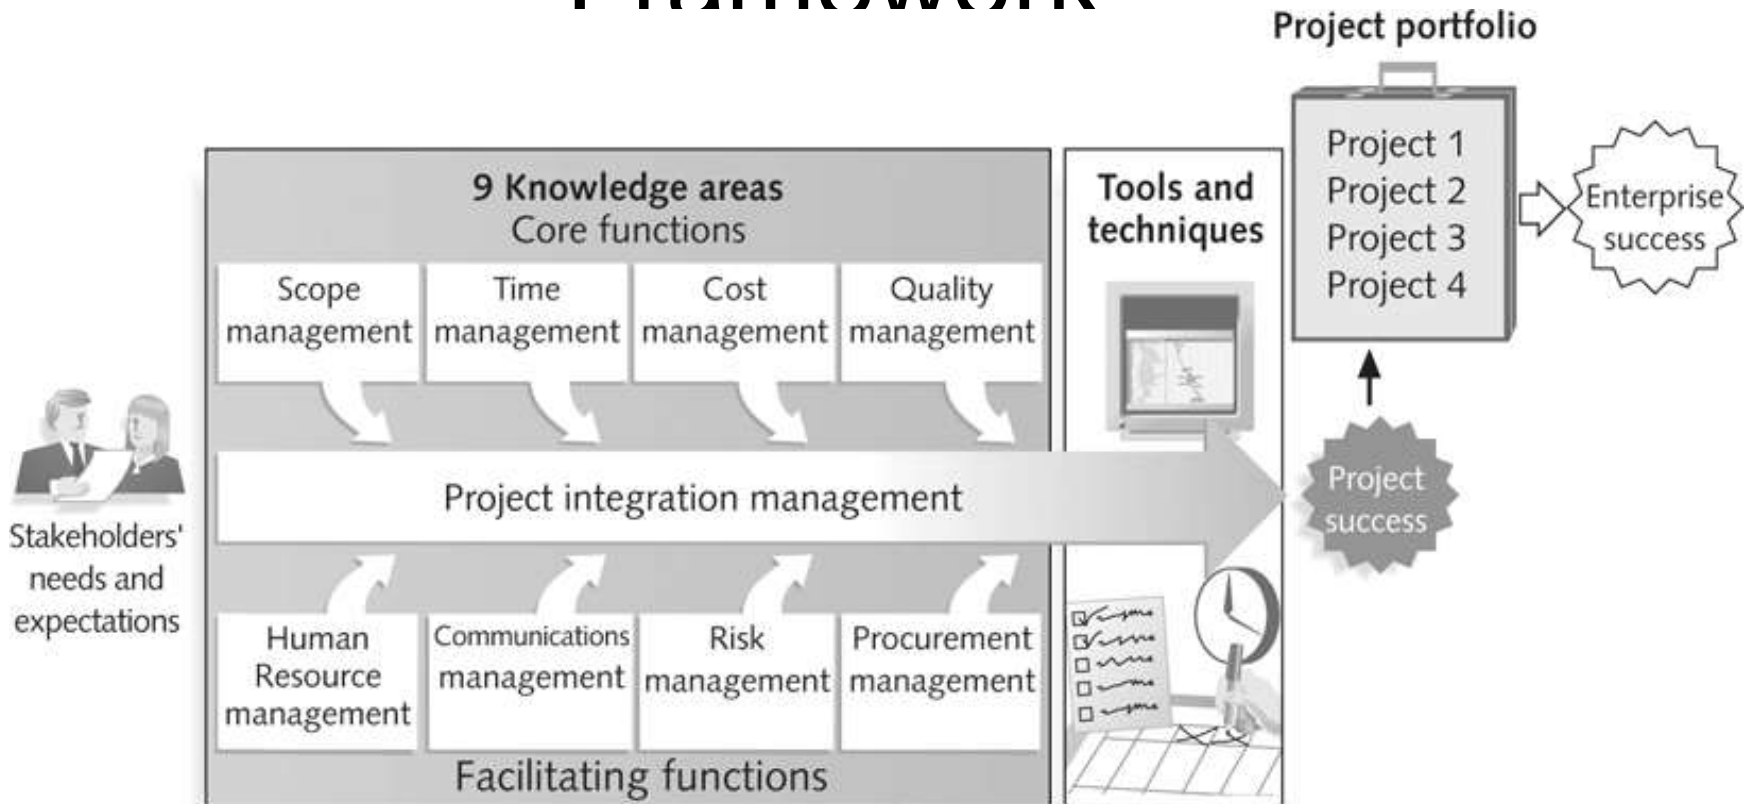 Framework
Project portfolio
Project 1
Project 2
Project 3
Project 4
Enterprise
success
9 Knowledge areas
Core functions
Tools and
techniques
Scope
management
Time
management
Cost
management
Quality
management
Project integration management
Project
success
Stakeholders'
needs and
expectations
Human
Resource
management
Communications
management
Risk
management
Procurement
management
Facilitating functions